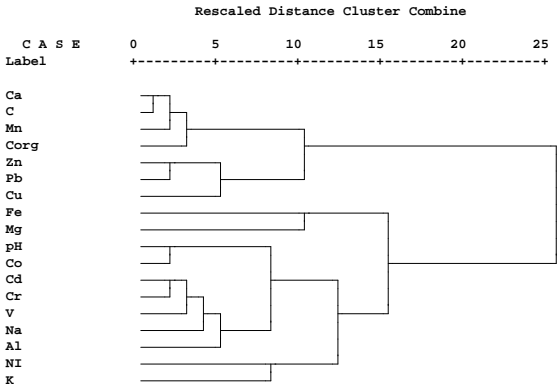 Rescaled Distance Cluster Combine
C A S E 0 5 10 15 20 25
Label +---------+---------+---------+---------+---------+
Ca
C
Mn
Corg
Zn
Pb
Cu
Fe
Mg
pH
Co
Cd
Cr
V
Na
Al
NI
K